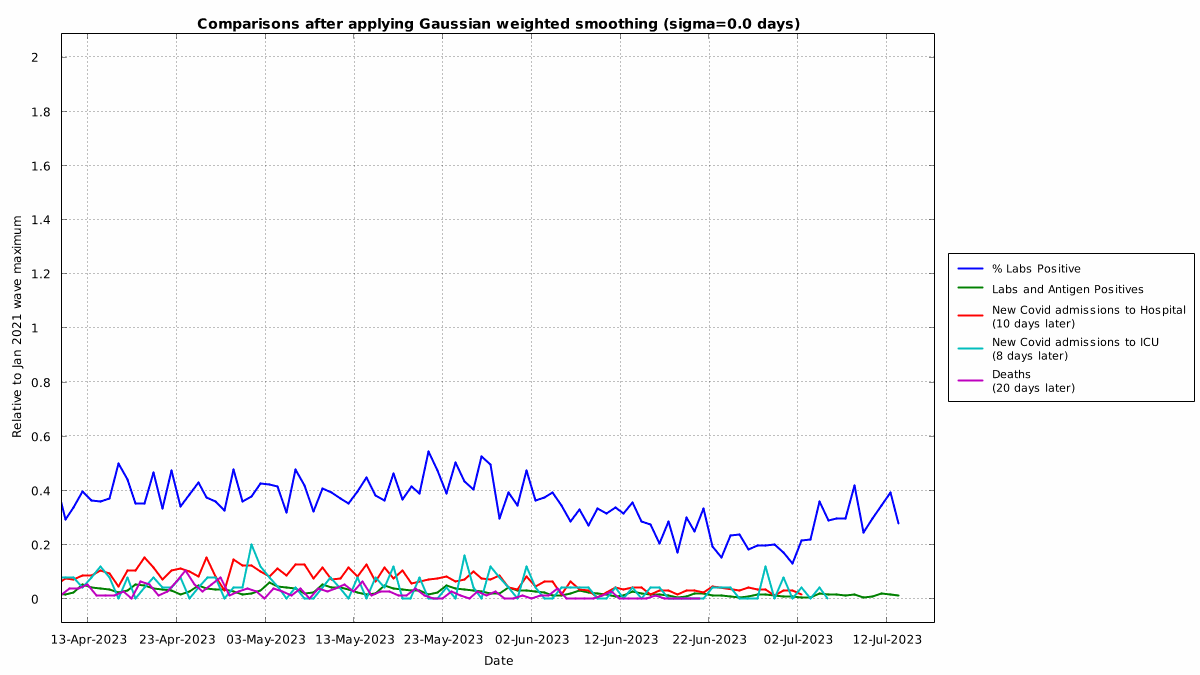 Comparisons after applying Gaussian weighted smoothing (sigma=0.0 days)
Relative to Jan 2021 wave maximum
2
1.8
1.6
1.4
1.2
1
0.8
0.6
0.4
0.2
0
13-Apr-2023 23-Apr-2023 03-May-2023 13-May-2023 23-May-2023 02-Jun-2023 12-Jun-2023 22-Jun-2023 02-Jul-2023 12-Jul-2023
Date
% Labs Positive
Labs and Antigen Positives
New Covid admissions to Hospital
(10 days later)
New Covid admissions to ICU
(8 days later)
Deaths
(20 days later)